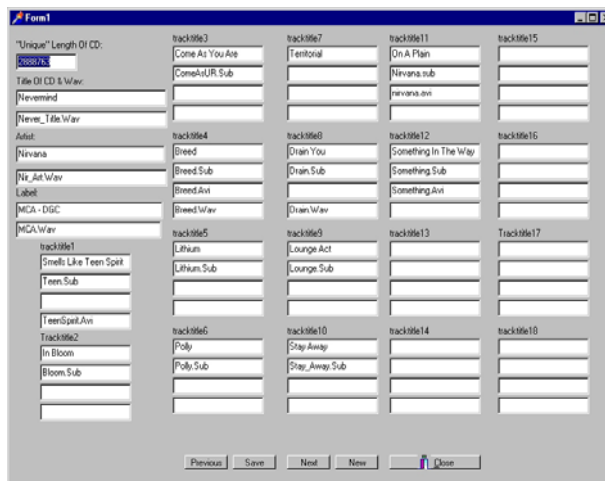 Form1
"Unique" Length Of CD:
2888763
Title Of CD & Wav:
Nevermind
Never_Title.Wav
Artist:
Nirvana
Nir_Art.Wav
Label:
MCA - DGC
MCA.Wav
tracktitle1
Smells Like Teen Spirit
Teen.Sub
TeenSpirit.Avi
Tracktitle2
In Bloom
Bloom.Sub
tracktitle3
Come As You Are
ComeAsUR.Sub
tracktitle4
Breed
Breed.Sub
Breed.Avi
Breed.Wav
tracktitle5
Lithium
Lithium.Sub
tracktitle6
Polly
Polly.Sub
tracktitle7
Territorial
tracktitle8
Drain You
Drain.Sub
Drain.Wav
tracktitle9
Lounge Act
Lounge.Sub
tracktitle10
Stay Away
Stay_Away.Sub
tracktitle11
On A Plain
Nirvana.sub
nirvana.avi
tracktitle12
Something In The Way
Something.Sub
Something.Avi
tracktitle13
tracktitle14
tracktitle15
tracktitle16
Tracktitle17
tracktitle18
Previous
Save
Next
New
Close